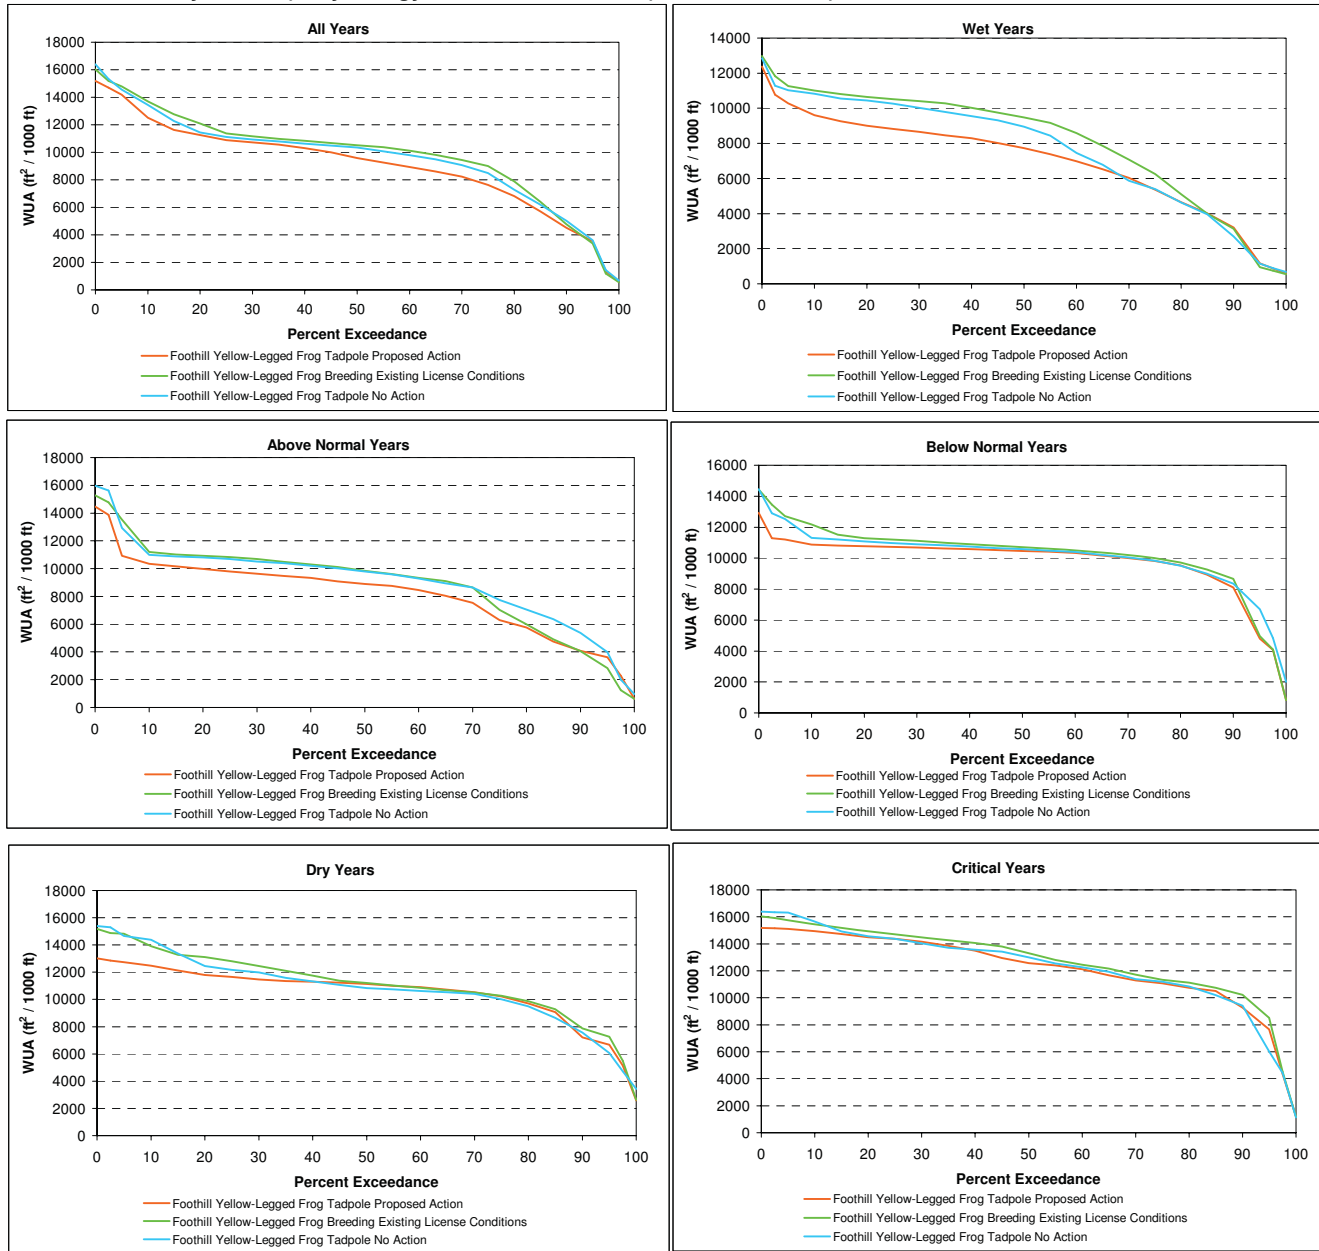 All Years
18000
16000
14000
12000
10000
8000
6000
4000
2000
0
WUA (ft² / 1000 ft)
0 10 20 30 40 50 60 70 80 90 100
Percent Exceedance
Foothill Yellow-Legged Frog Tadpole Proposed Action
Foothill Yellow-Legged Frog Breeding Existing License Conditions
Foothill Yellow-Legged Frog Tadpole No Action
Wet Years
14000
12000
10000
8000
6000
4000
2000
0
WUA (ft² / 1000 ft)
0 10 20 30 40 50 60 70 80 90 100
Percent Exceedance
Foothill Yellow-Legged Frog Tadpole Proposed Action
Foothill Yellow-Legged Frog Breeding Existing License Conditions
Foothill Yellow-Legged Frog Tadpole No Action
Above Normal Years
18000
16000
14000
12000
10000
8000
6000
4000
2000
0
WUA (ft² / 1000 ft)
0 10 20 30 40 50 60 70 80 90 100
Percent Exceedance
Foothill Yellow-Legged Frog Tadpole Proposed Action
Foothill Yellow-Legged Frog Breeding Existing License Conditions
Foothill Yellow-Legged Frog Tadpole No Action
Below Normal Years
16000
14000
12000
10000
8000
6000
4000
2000
0
WUA (ft² / 1000 ft)
0 10 20 30 40 50 60 70 80 90 100
Percent Exceedance
Foothill Yellow-Legged Frog Tadpole Proposed Action
Foothill Yellow-Legged Frog Breeding Existing License Conditions
Foothill Yellow-Legged Frog Tadpole No Action
Dry Years
18000
16000
14000
12000
10000
8000
6000
4000
2000
0
WUA (ft² / 1000 ft)
0 10 20 30 40 50 60 70 80 90 100
Percent Exceedance
Foothill Yellow-Legged Frog Tadpole Proposed Action
Foothill Yellow-Legged Frog Breeding Existing License Conditions
Foothill Yellow-Legged Frog Tadpole No Action
Critical Years
18000
16000
14000
12000
10000
8000
6000
4000
2000
0
WUA (ft² / 1000 ft)
0 10 20 30 40 50 60 70 80 90 100
Percent Exceedance
Foothill Yellow-Legged Frog Tadpole Proposed Action
Foothill Yellow-Legged Frog Breeding Existing License Conditions
Foothill Yellow-Legged Frog Tadpole No Action